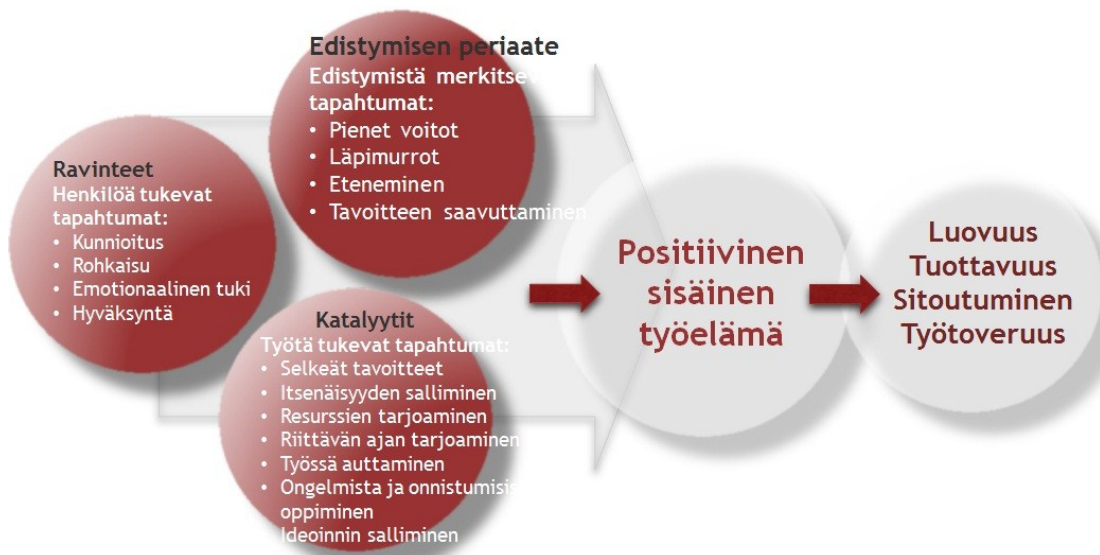 Edistymisen periaate
Edistymistä merkitsev
tapahtumat:
• Pienet voitot
• Läpimurrot
• Eteneminen
• Tavoitteen saavuttaminen
Ravinteet
Henkilöä tukevat
tapahtumat:
• Kunnioitus
• Rohkaisu
• Emotionaalinen tuki
• Hyväksyntä
Katalyytit
Työtä tukevat tapahtumat:
• Selkeät tavoitteet
• Itsenäisyyden salliminen
• Resurssien tarjoaminen
• Riittävän ajan tarjoaminen
• Työssä auttaminen
• Ongelmista ja onnistumisis
oppiminen
Ideoinnin salliminen
Positiivinen
sisäinen
työelämä
Luovuus
Tuottavuus
Sitoutuminen
Työtoveruus